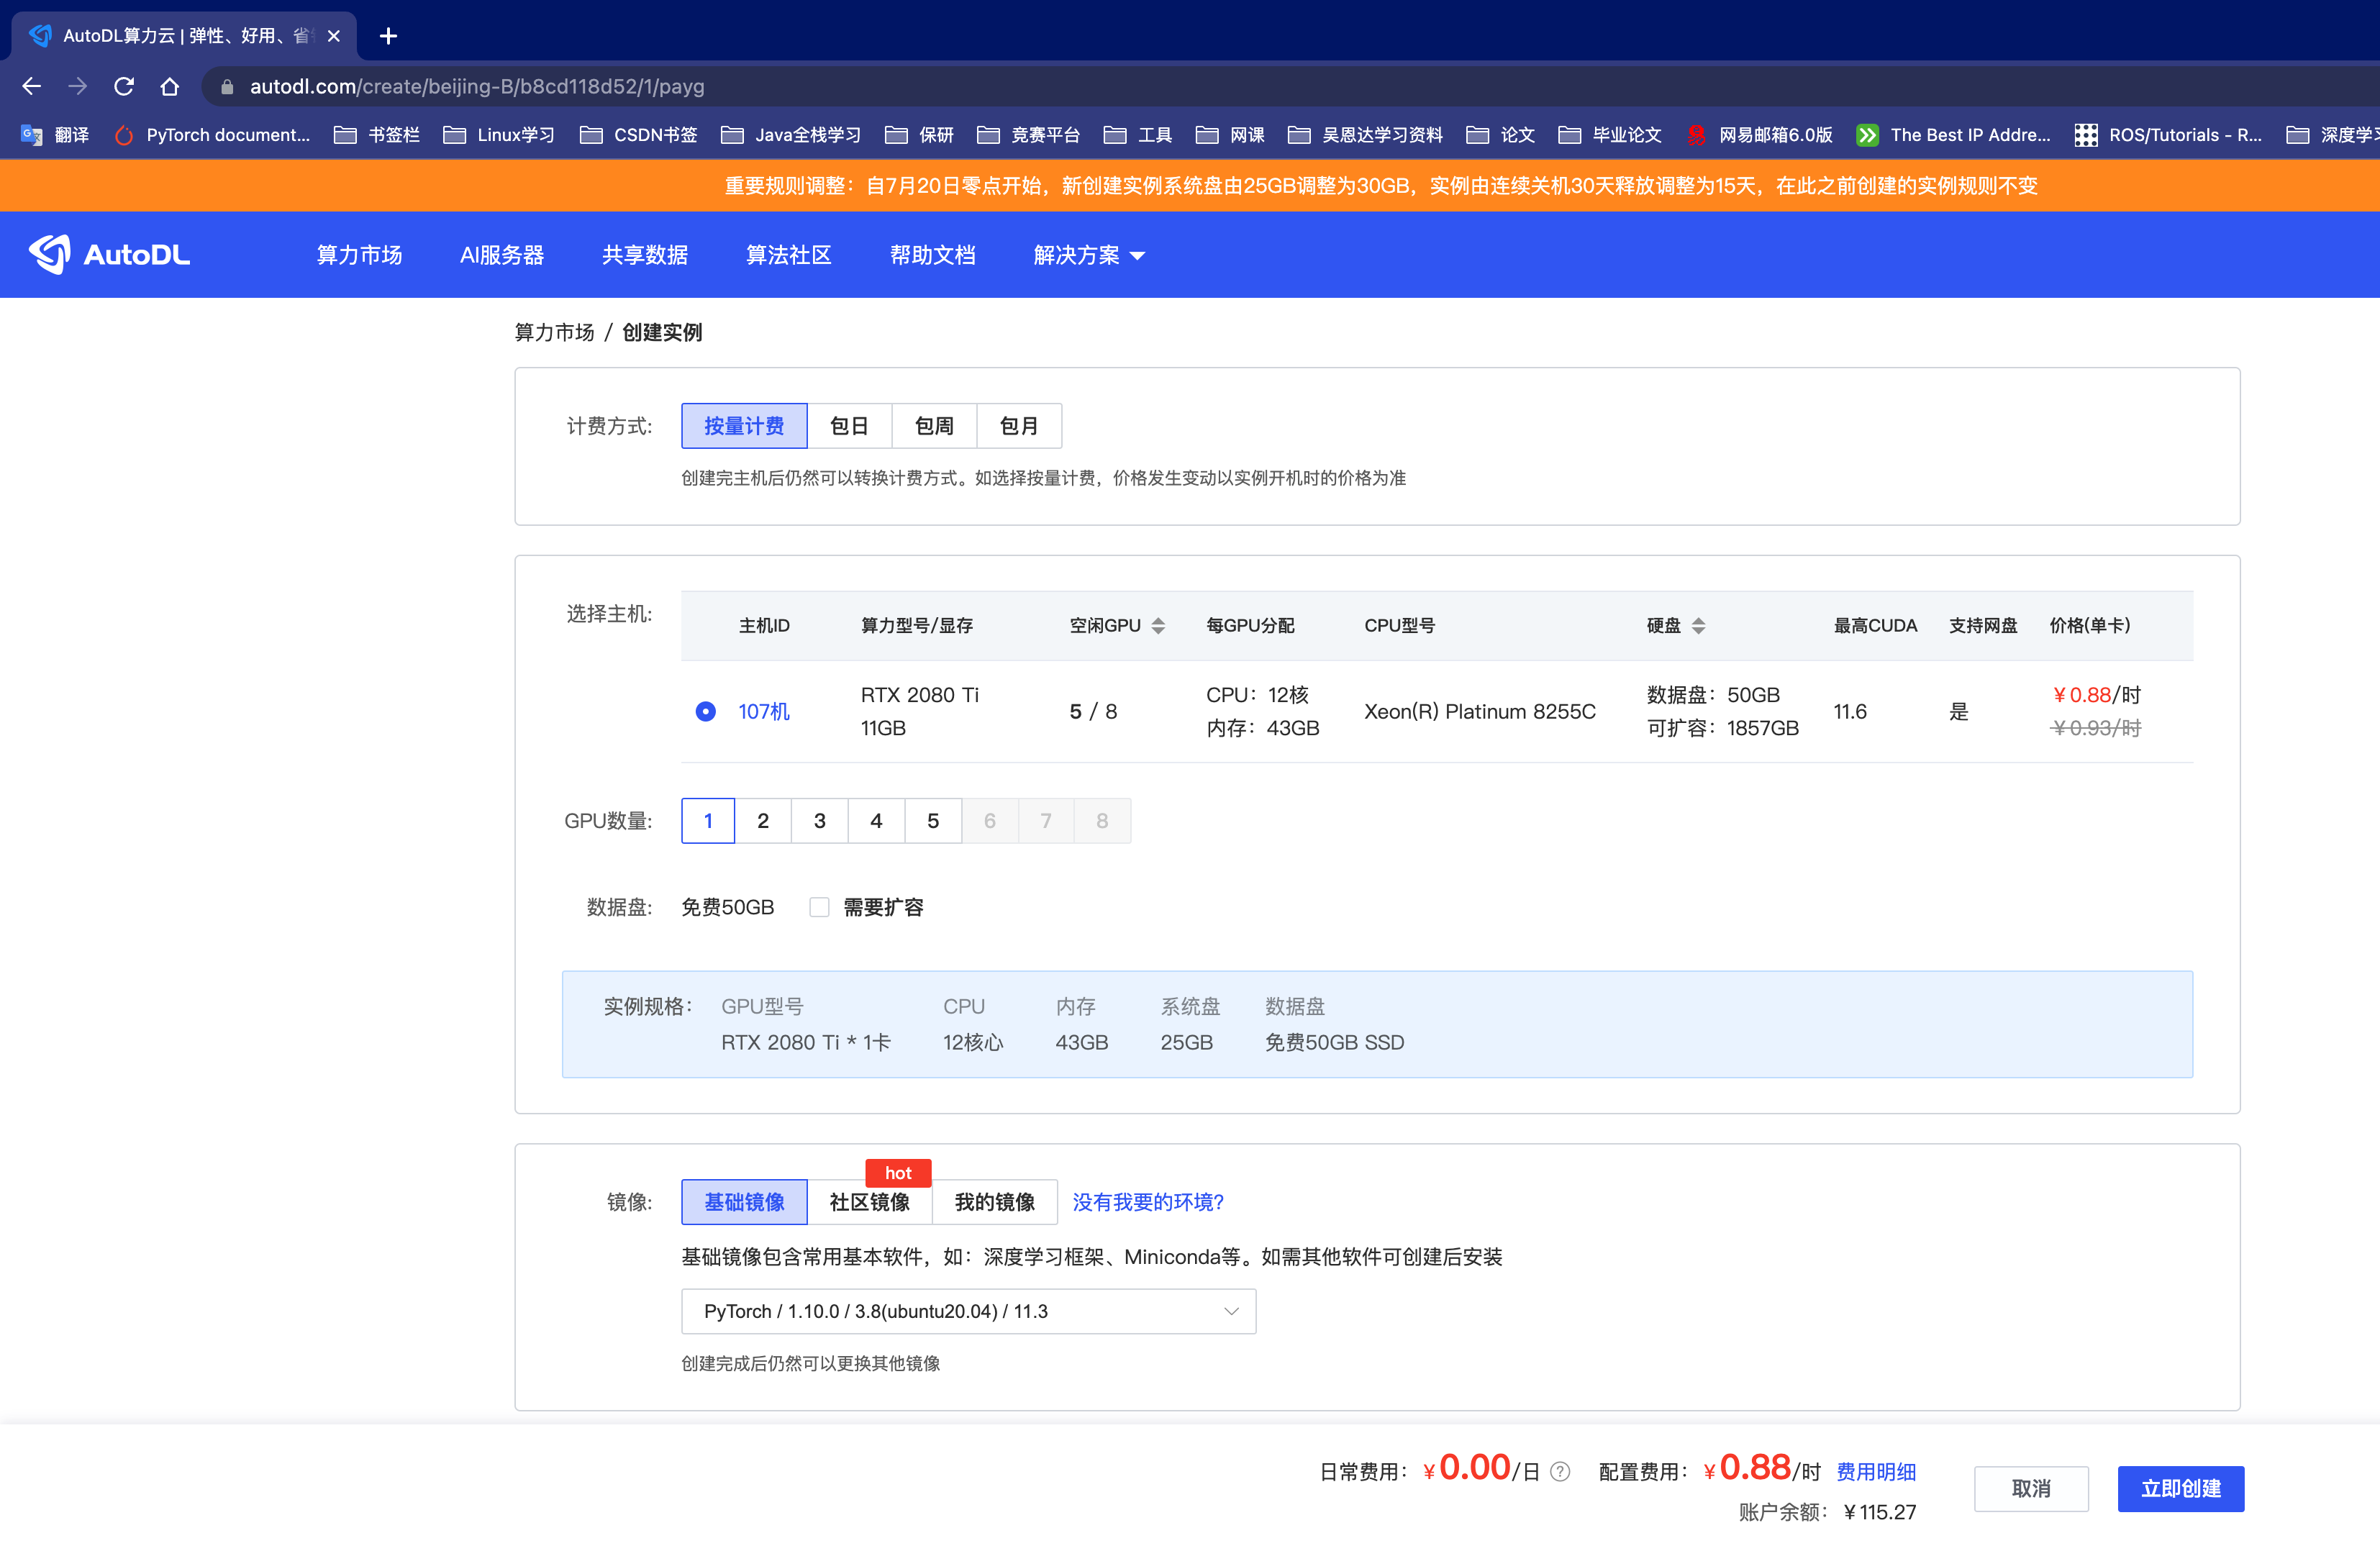 AutoDL算力云 | 弹性、好用、省
autodl.com/create/beijing-B/b8cd118d52/1/payg
翻译 PyTorch document... 书签栏 Linux学习 CSDN书签 Java全栈学习 保研 竞赛平台 工具 网课 吴恩达学习资料 论文 毕业论文 网易邮箱6.0版 The Best IP Addre... ROS/Tutorials - R... 深度学
重要规则调整：自7月20日零点开始，新创建实例系统盘由25GB调整为30GB，实例由连续关机30天释放调整为15天，在此之前创建的实例规则不变
AutoDL 算力市场 AI服务器 共享数据 算法社区 帮助文档 解决方案
算力市场 / 创建实例
计费方式: 按量计费 包日 包周 包月
创建完主机后仍然可以转换计费方式。如选择按量计费，价格发生变动以实例开机时的价格为准
选择主机: 主机ID 算力型号/显存 空闲GPU 每GPU分配 CPU型号 硬盘 最高CUDA 支持网盘 价格(单卡)
107机 RTX 2080 Ti 5 / 8 CPU：12核 Xeon(R) Platinum 8255C 数据盘：50GB 11.6 是 ￥0.88/时
11GB 内存：43GB 可扩容：1857GB ￥0.93/时
GPU数量: 1 2 3 4 5 6 7 8
数据盘: 免费50GB 需要扩容
实例规格： GPU型号 CPU 内存 系统盘 数据盘
RTX 2080 Ti * 1卡 12核心 43GB 25GB 免费50GB SSD
hot
镜像: 基础镜像 社区镜像 我的镜像 没有我要的环境?
基础镜像包含常用基本软件，如：深度学习框架、Miniconda等。如需其他软件可创建后安装
PyTorch / 1.10.0 / 3.8(ubuntu20.04) / 11.3
创建完成后仍然可以更换其他镜像
日常费用：￥0.00/日 ? 配置费用：￥0.88/时 费用明细
账户余额：￥115.27
取消 立即创建